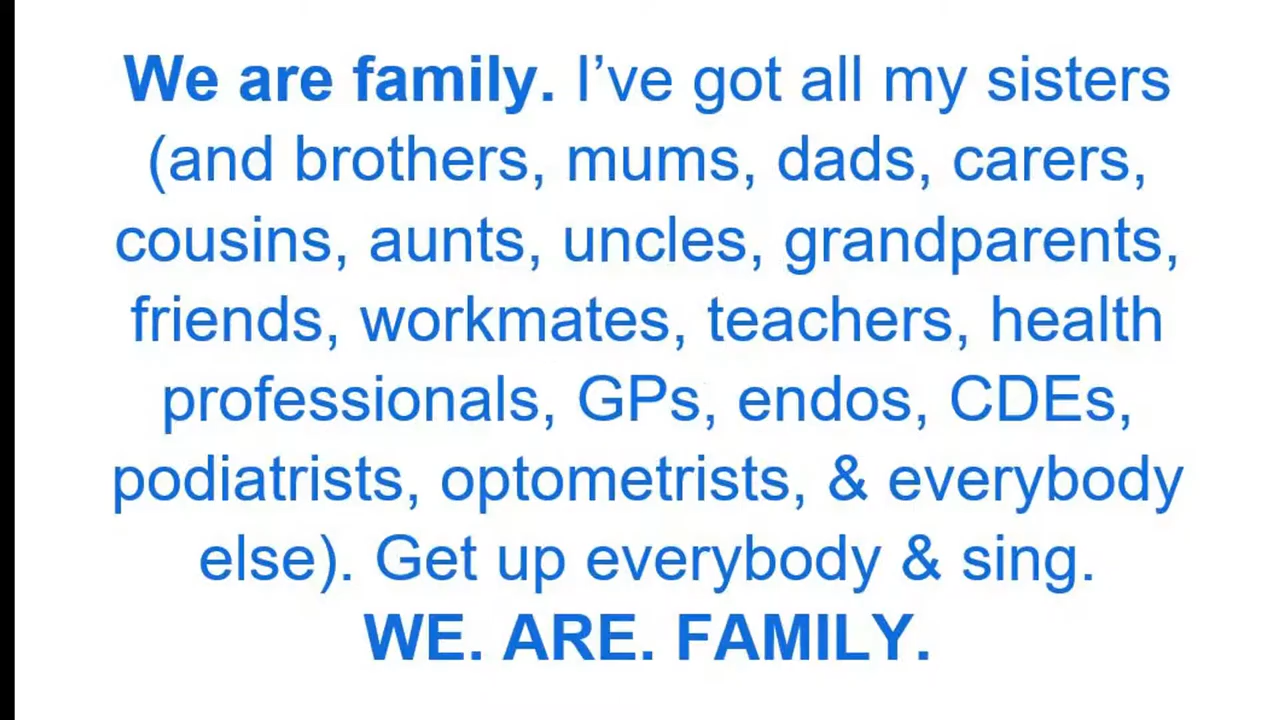 We are family. I’ve got all my sisters
(and brothers, mums, dads, carers,
cousins, aunts, uncles, grandparents,
friends, workmates, teachers, health
professionals, GPs, endos, CDEs,
podiatrists, optometrists, & everybody
else). Get up everybody & sing.
WE. ARE. FAMILY.